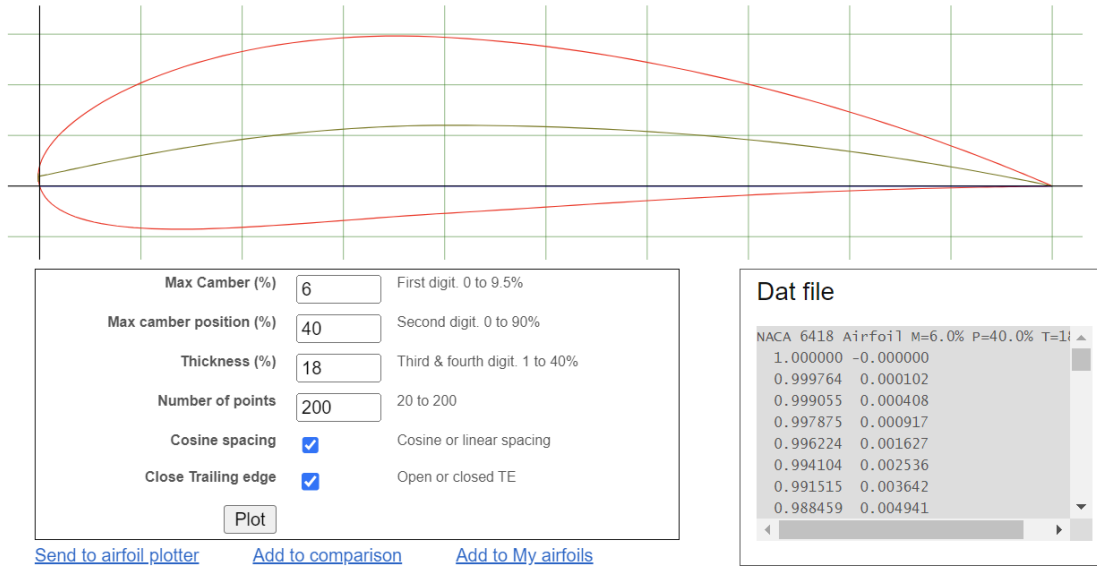 Max Camber (%) 6 First digit. 0 to 9.5%
Max camber position (%) 40 Second digit. 0 to 90%
Thickness (%) 18 Third & fourth digit. 1 to 40%
Number of points 200 20 to 200
Cosine spacing Cosine or linear spacing
Close Trailing edge Open or closed TE
Plot
Send to airfoil plotter Add to comparison Add to My airfoils
Dat file
NACA 6418 Airfoil M=6.0% P=40.0% T=18
1.000000 -0.000000
0.999764 0.000102
0.999055 0.000408
0.997875 0.000917
0.996224 0.001627
0.994104 0.002536
0.991515 0.003642
0.988459 0.004941